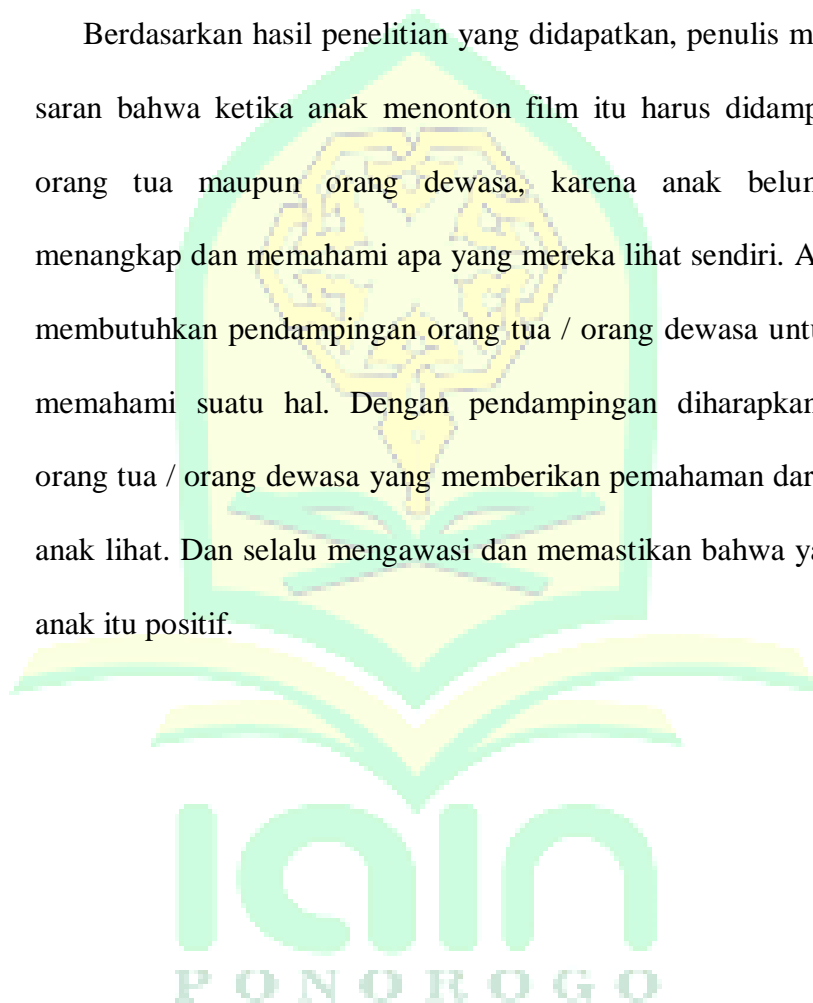 Berdasarkan hasil penelitian yang didapatkan, penulis m
saran bahwa ketika anak menonton film itu harus didamp
orang tua maupun orang dewasa, karena anak belum
menangkap dan memahami apa yang mereka lihat sendiri. A
membutuhkan pendampingan orang tua / orang dewasa untu
memahami suatu hal. Dengan pendampingan diharapkan
orang tua / orang dewasa yang memberikan pemahaman dar
anak lihat. Dan selalu mengawasi dan memastikan bahwa ya
anak itu positif.
iain
PONOROGO